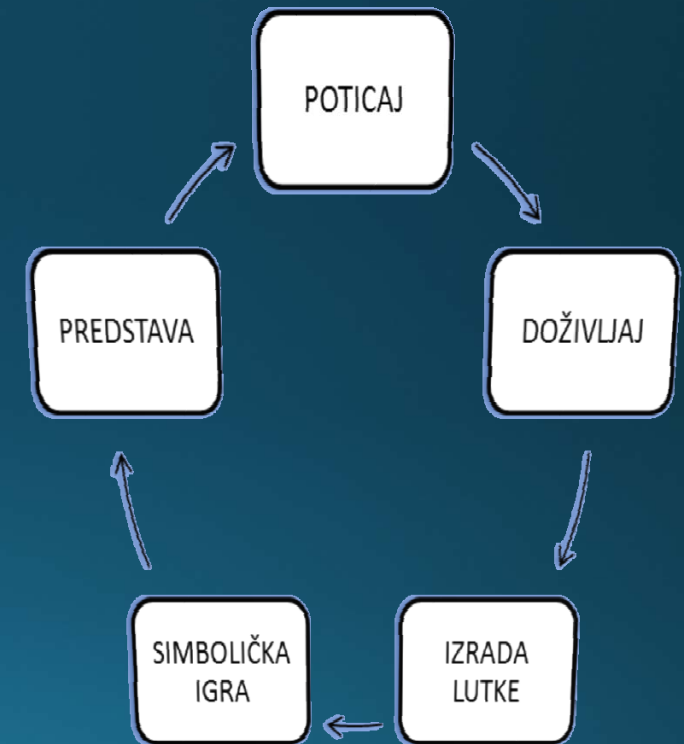 POTICAJ
DOŽIVLJAJ
IZRADA
LUTKE
SIMBOLIČKA
IGRA
PREDSTAVA